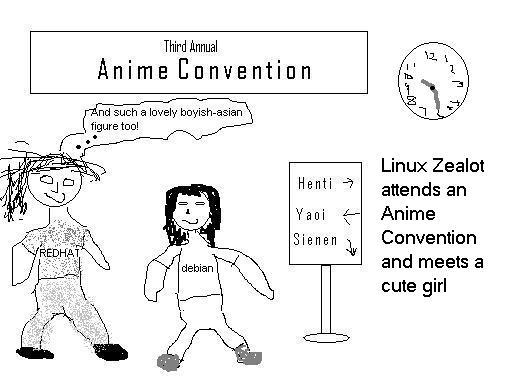 Third Annual
Anime Convention
And such a lovely boyish-asian
figure too!
Linux Zealot
attends an
Anime
Convention
and meets a
cute girl
Henti
Yaoi
Sienen
REDHAT
debian
12